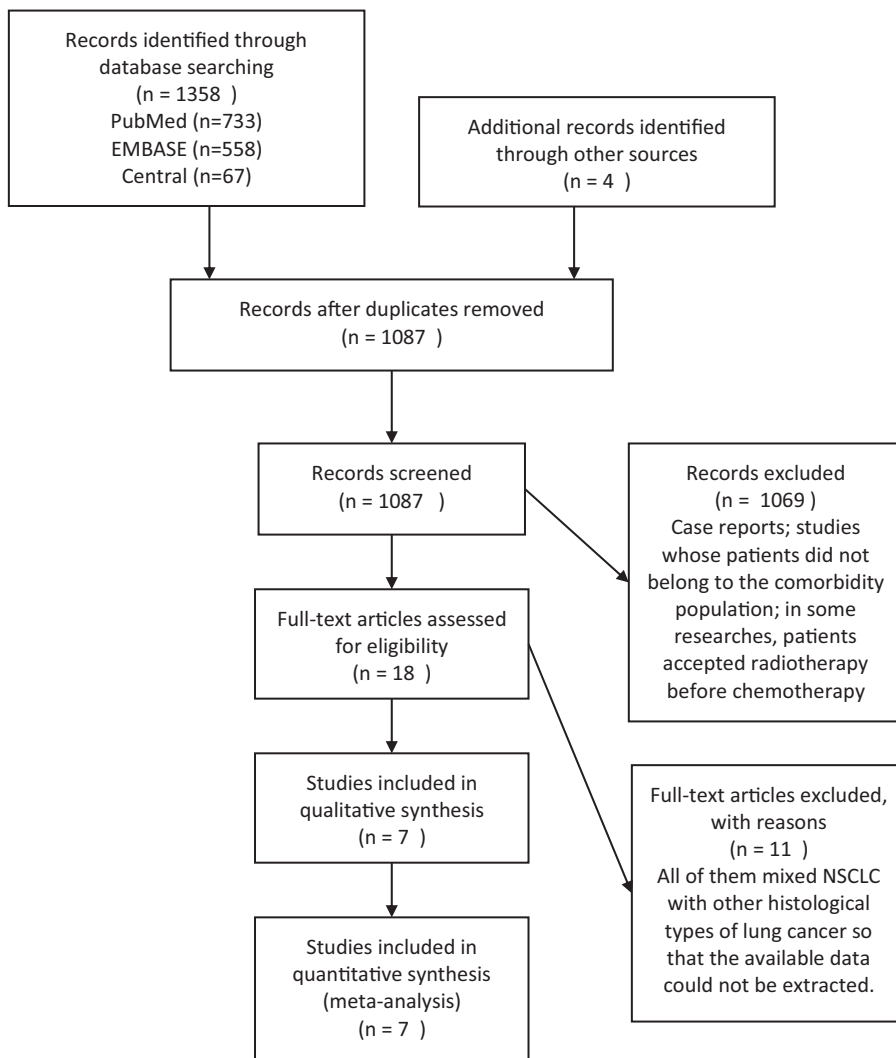 Records identified through
database searching
(n = 1358  )
PubMed (n=733)
EMBASE (n=558)
Central (n=67)
Additional records identified
through other sources
(n = 4  )
Records after duplicates removed
(n = 1087  )
Records screened
(n = 1087  )
Records excluded
(n =  1069)
Case reports; studies
whose patients did not
belong to the comorbidity
population; in some
researches, patients
accepted radiotherapy
before chemotherapy
Full-text articles assessed
for eligibility
(n = 18  )
Full-text articles excluded,
with reasons
(n = 11  )
All of them mixed NSCLC
with other histological
types of lung cancer so
that the available data
could not be extracted.
Studies included in
qualitative synthesis
(n = 7  )
Studies included in
quantitative synthesis
(meta-analysis)
(n = 7  )